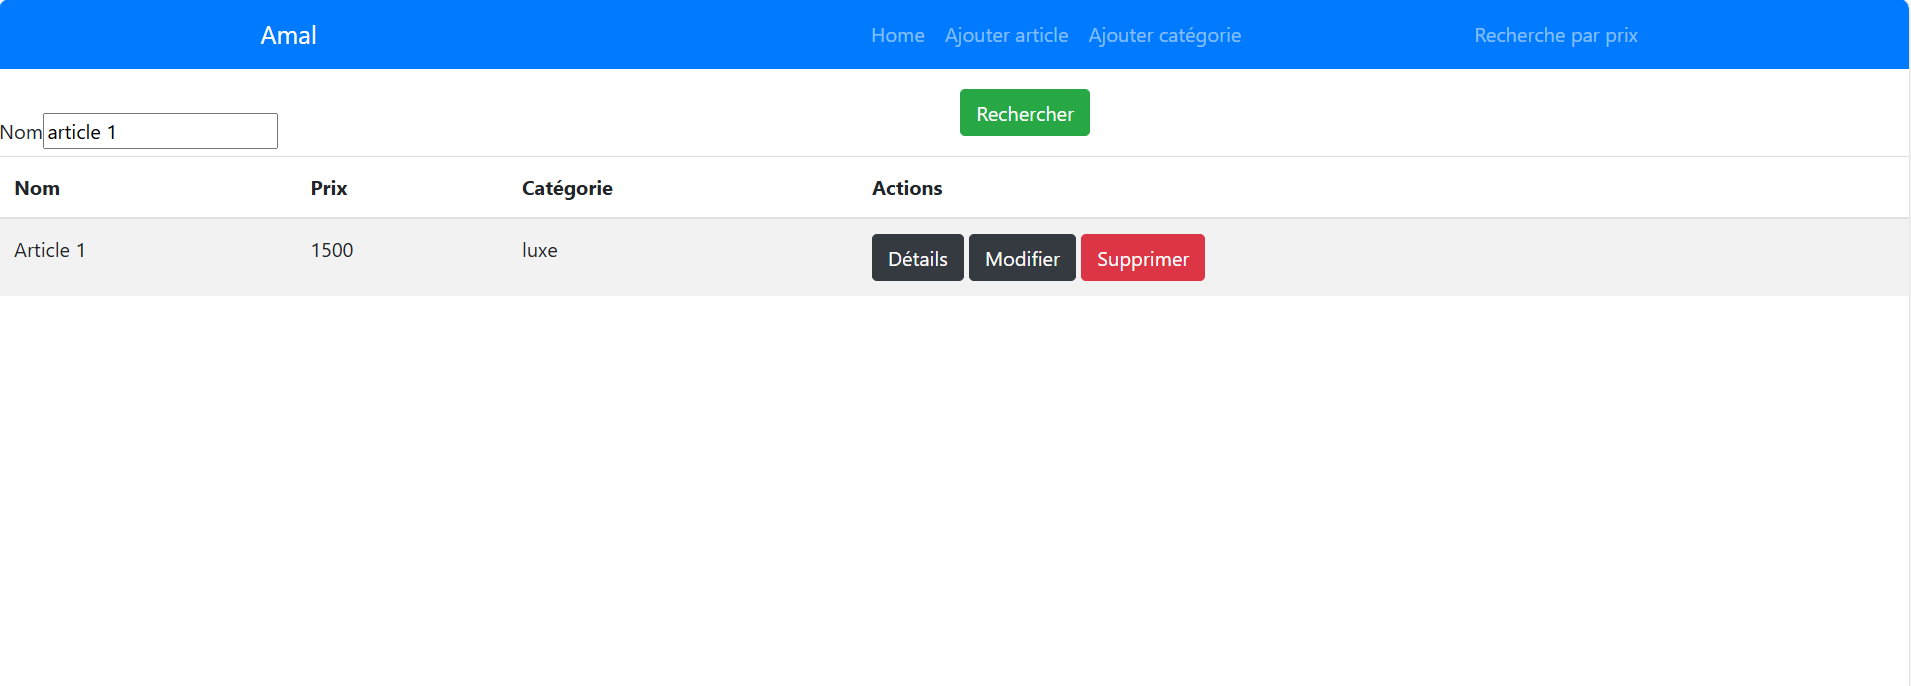 Amal Home Ajouter article Ajouter catégorie Recherche par prix
Rechercher
Nom article 1
Nom Prix Catégorie Actions
Article 1 1500 luxe Détails Modifier Supprimer